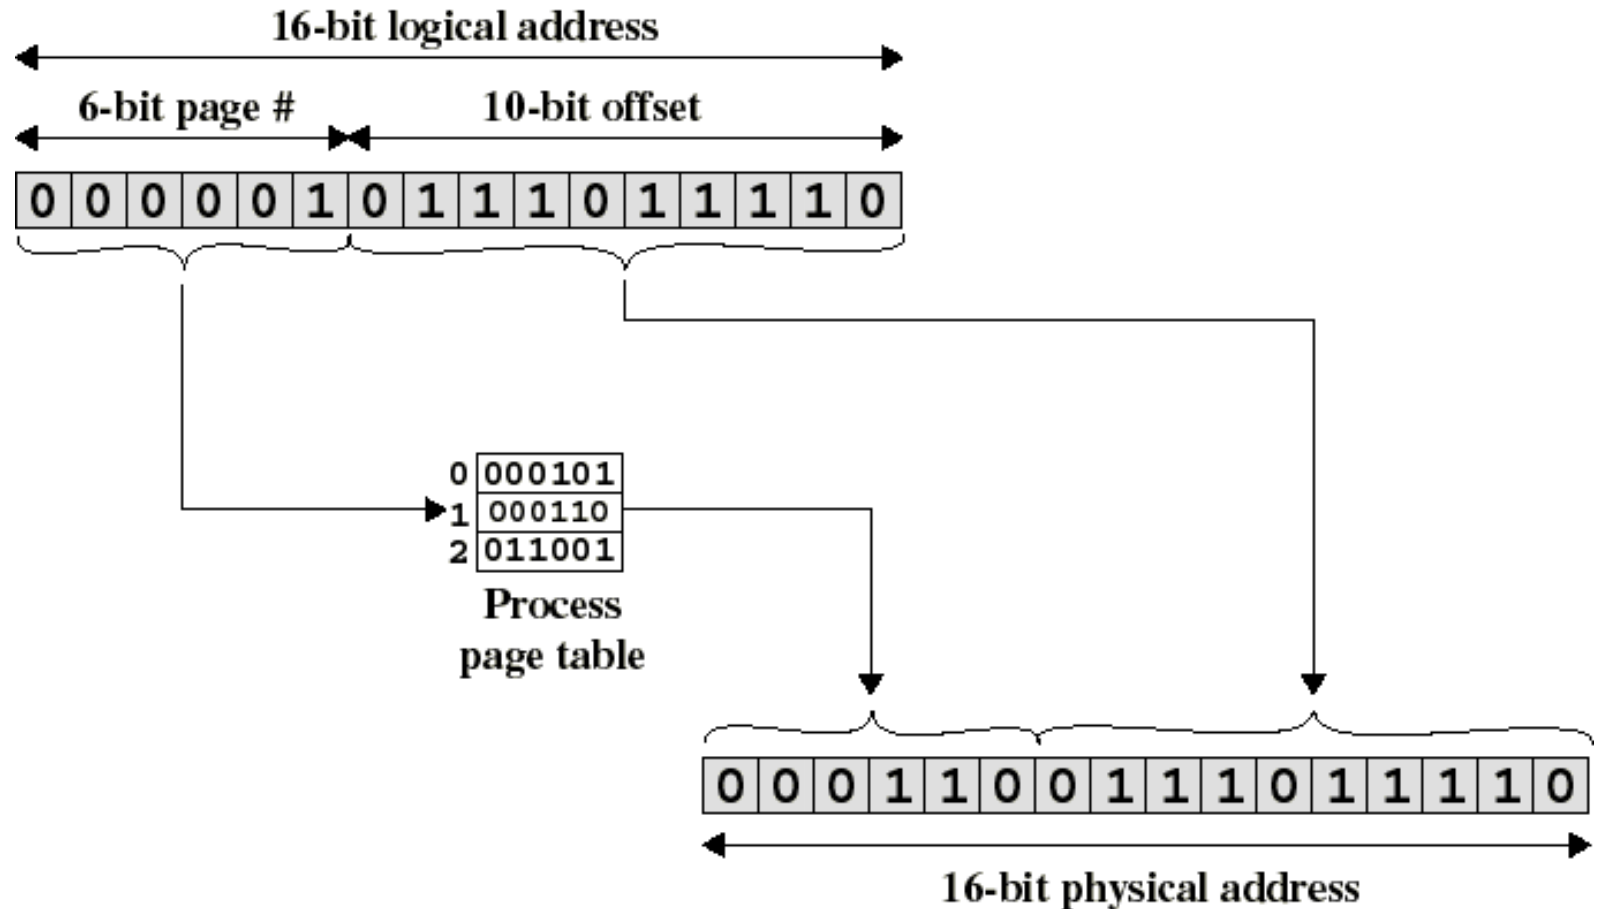 16-bit logical address
6-bit page # 10-bit offset
0 0 0 0 0 1 0 1 1 1 0 1 1 1 1 0
0 000101
1 000110
2 011001
Process
page table
0 0 0 1 1 0 0 1 1 1 0 1 1 1 1 0
16-bit physical address